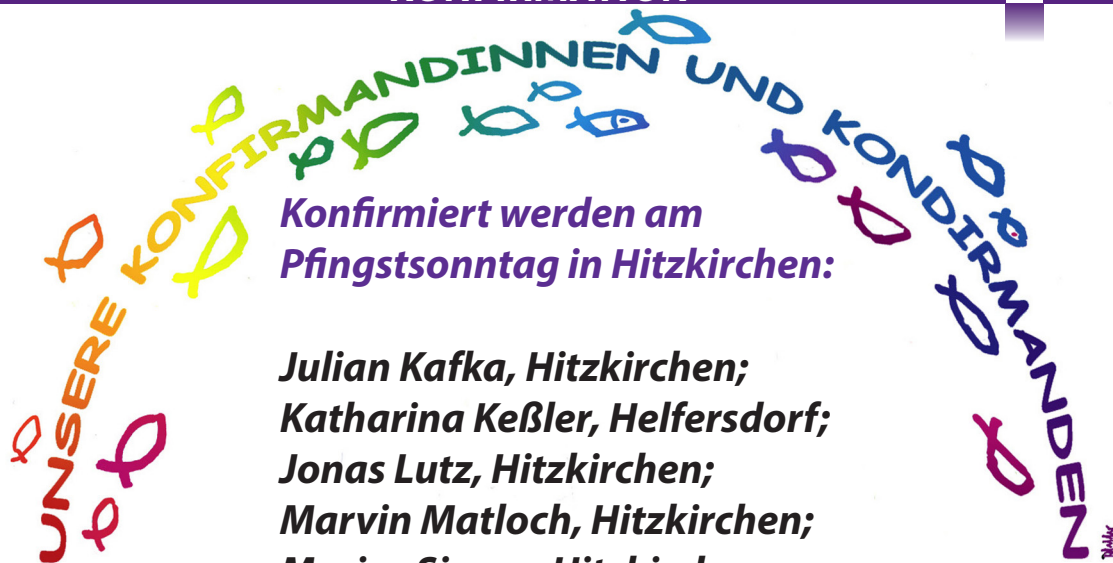 UNSERE KONFIRMANDINNEN UND KONDIRMANDEN
Konfirmiert werden am
Pfingstsonntag in Hitzkirchen:
Julian Kafka, Hitzkirchen;
Katharina Keßler, Helfersdorf;
Jonas Lutz, Hitzkirchen;
Marvin Matloch, Hitzkirchen;